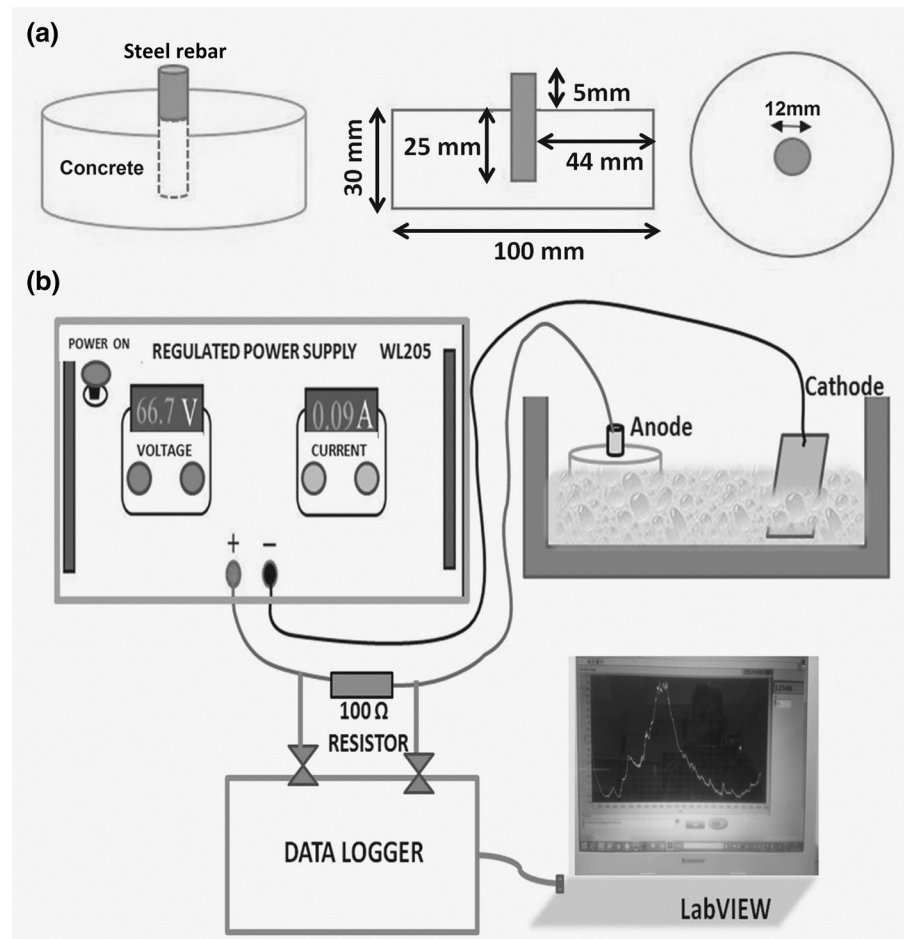 (a)
Steel rebar
Concrete
5mm
25 mm
44 mm
30 mm
100 mm
12mm
(b)
POWER ON
REGULATED POWER SUPPLY WL205
66.7 V
0.09A
VOLTAGE
CURRENT
+ −
Anode
Cathode
100 Ω
RESISTOR
DATA LOGGER
LabVIEW